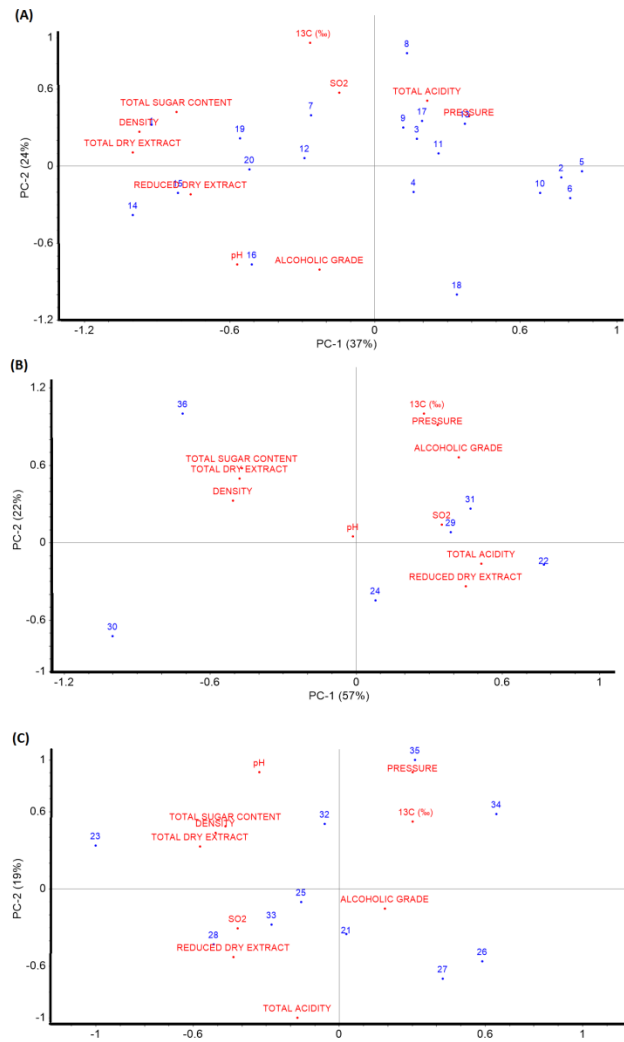 (A)
1
13C (‰)
8
0.6
SO2
TOTAL ACIDITY
TOTAL SUGAR CONTENT
7
PRESSURE
DENSITY
1
9
17
13
TOTAL DRY EXTRACT
19
3
12
11
0
20
2
5
REDUCED DRY EXTRACT
15
4
10
6
14
-0.6
pH
16
ALCOHOLIC GRADE
18
-1.2
PC-2 (24%)
-1.2
-0.6
0
0.6
1
PC-1 (37%)
(B)
1.2
36
13C (‰)
PRESSURE
ALCOHOLIC GRADE
0.6
TOTAL SUGAR CONTENT
TOTAL DRY EXTRACT
DENSITY
31
SO2
pH
29
0
TOTAL ACIDITY
22
REDUCED DRY EXTRACT
24
-0.6
30
-1
PC-2 (22%)
-1.2
-0.6
0
0.6
1
PC-1 (57%)
(C)
1
35
pH
PRESSURE
0.6
34
TOTAL SUGAR CONTENT
32
13C (‰)
DENSITY
23
TOTAL DRY EXTRACT
0
25
ALCOHOLIC GRADE
SO2
33
28
21
REDUCED DRY EXTRACT
26
-0.6
27
TOTAL ACIDITY
-1
PC-2 (19%)
-1
-0.6
0
0.6
1
PC-1 (38%)